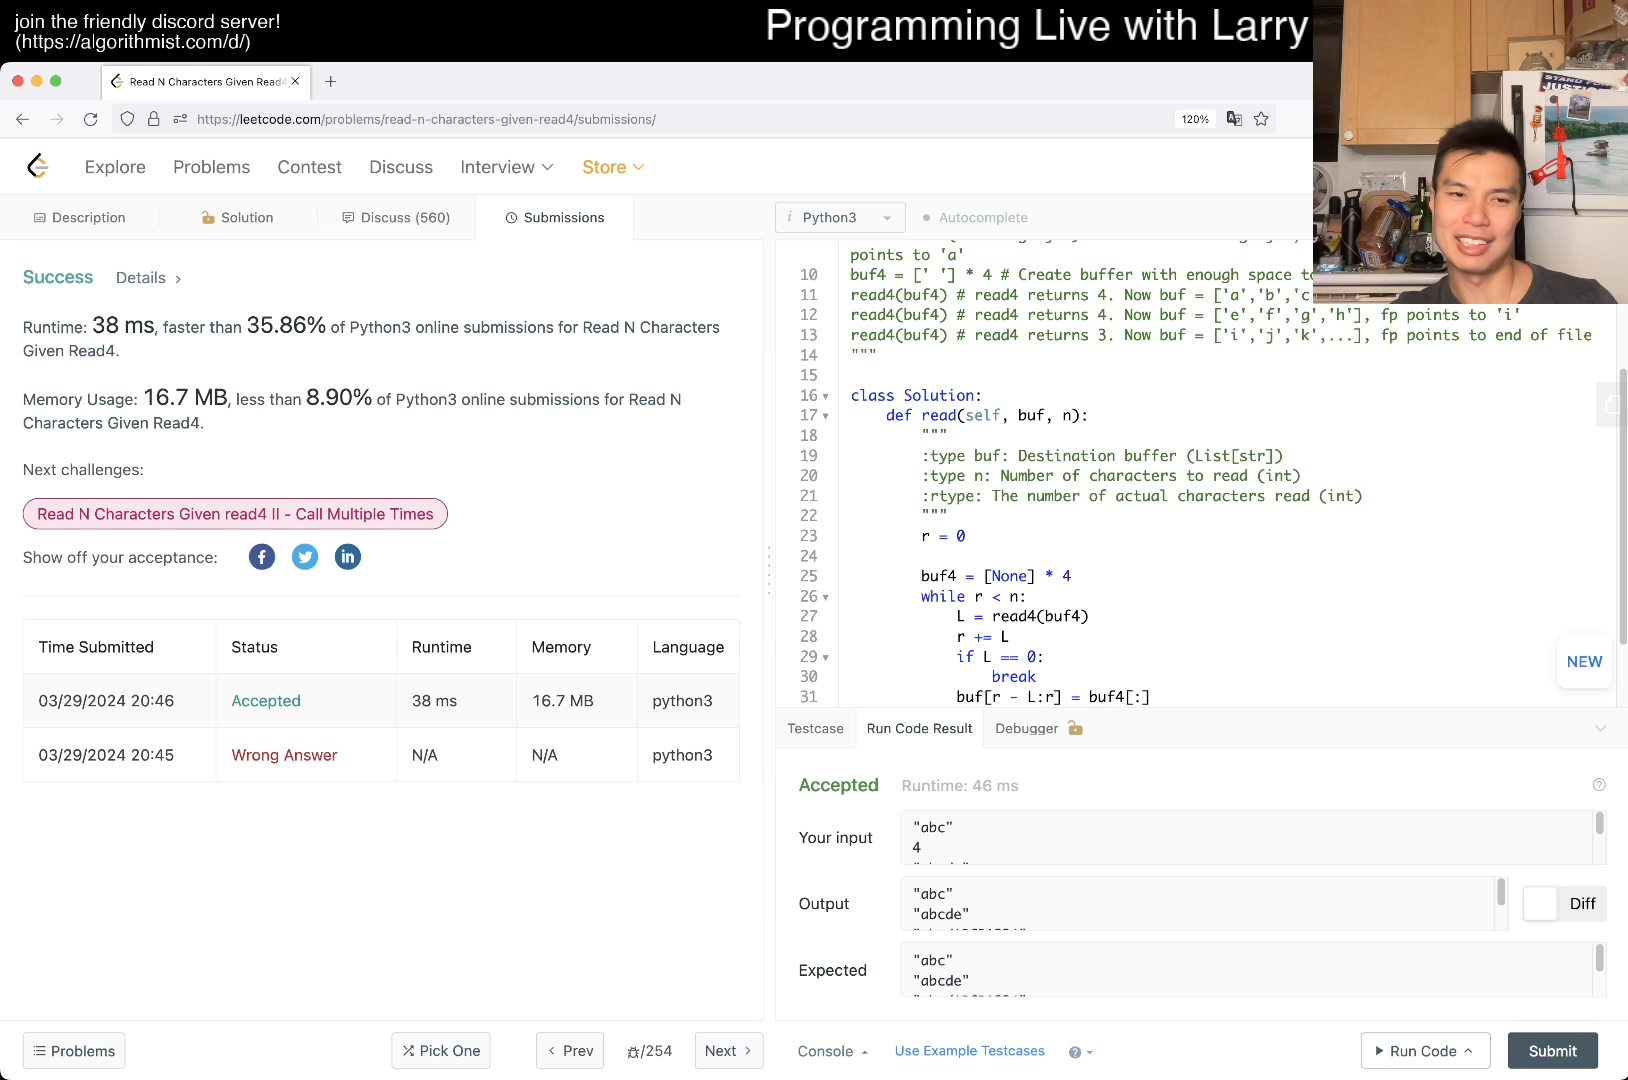 join the friendly discord server!
(https://algorithmist.com/d/)
Programming Live with Larry
Read N Characters Given Read4
https://leetcode.com/problems/read-n-characters-given-read4/submissions/
120%
Explore
Problems
Contest
Discuss
Interview
Store
Description
Solution
Discuss (560)
Submissions
i Python3
Autocomplete
Success
Details
Runtime: 38 ms, faster than 35.86% of Python3 online submissions for Read N Characters
Given Read4.
Memory Usage: 16.7 MB, less than 8.90% of Python3 online submissions for Read N
Characters Given Read4.
Next challenges:
Read N Characters Given read4 II - Call Multiple Times
Show off your acceptance:
Time Submitted Status Runtime Memory Language
03/29/2024 20:46 Accepted 38 ms 16.7 MB python3
03/29/2024 20:45 Wrong Answer N/A N/A python3
points to 'a'
10 buf4 = [' '] * 4 # Create buffer with enough space to
11 read4(buf4) # read4 returns 4. Now buf = ['a','b','c
12 read4(buf4) # read4 returns 4. Now buf = ['e','f','g','h'], fp points to 'i'
13 read4(buf4) # read4 returns 3. Now buf = ['i','j','k',...], fp points to end of file
14 """
15
16 class Solution:
17 def read(self, buf, n):
18 """
19 :type buf: Destination buffer (List[str])
20 :type n: Number of characters to read (int)
21 :rtype: The number of actual characters read (int)
22 """
23 r = 0
24
25 buf4 = [None] * 4
26 while r < n:
27 L = read4(buf4)
28 r += L
29 if L == 0:
30 break
31 buf[r - L:r] = buf4[:]
NEW
Testcase
Run Code Result
Debugger
Accepted
Runtime: 46 ms
Your input
"abc"
4
Output
"abc"
"abcde"
Diff
Expected
"abc"
"abcde"
Problems
Pick One
Prev
/254
Next
Console
Use Example Testcases
Run Code
Submit